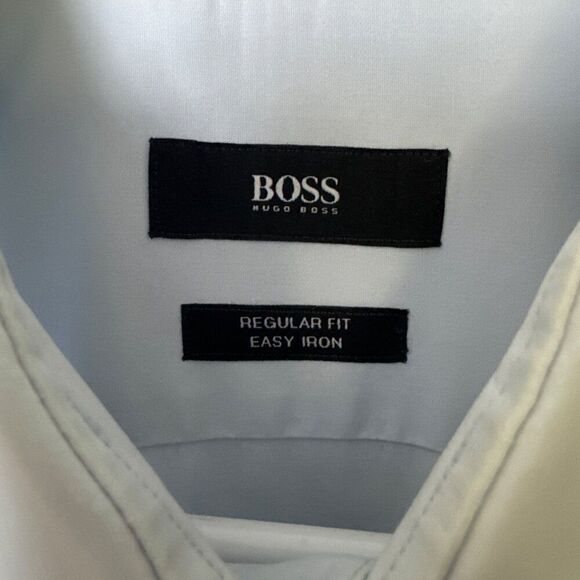 BOSS
HUGO BOSS
REGULAR FIT
EASY IRON